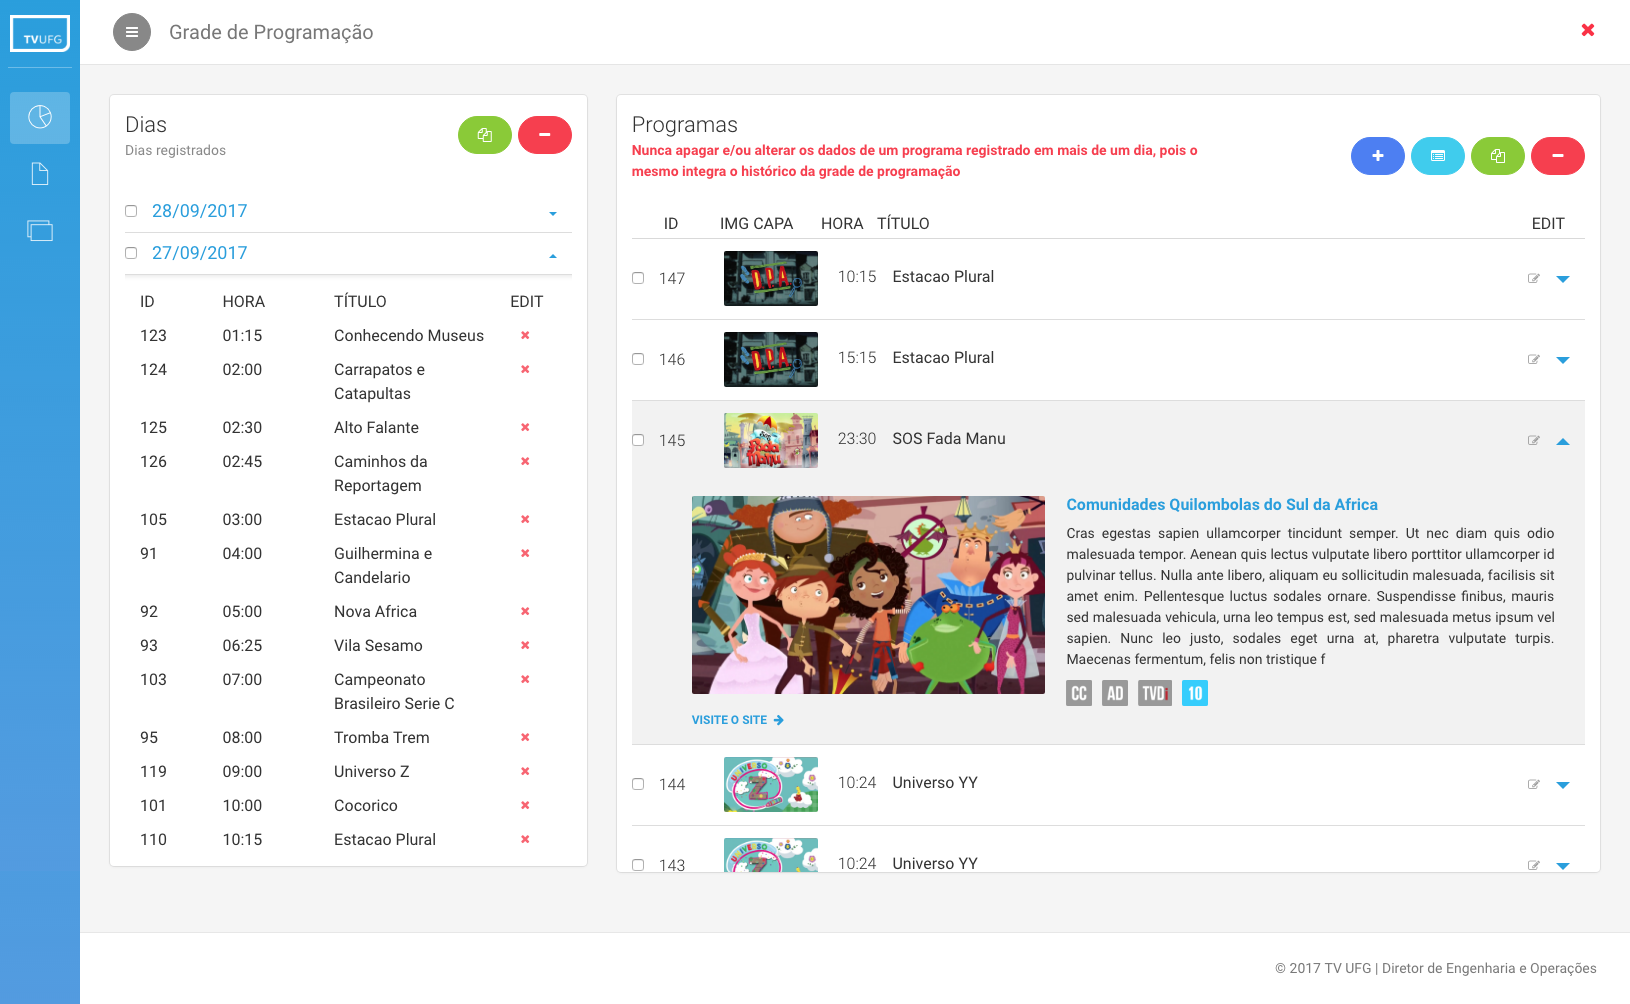 TVUFG
Grade de Programação
Dias
Dias registrados
28/09/2017
27/09/2017
ID HORA TÍTULO EDIT
123 01:15 Conhecendo Museus
124 02:00 Carrapatos e
Catapultas
125 02:30 Alto Falante
126 02:45 Caminhos da
Reportagem
105 03:00 Estacao Plural
91 04:00 Guilhermina e
Candelario
92 05:00 Nova Africa
93 06:25 Vila Sesamo
103 07:00 Campeonato
Brasileiro Serie C
95 08:00 Tromba Trem
119 09:00 Universo Z
101 10:00 Cocorico
110 10:15 Estacao Plural
Programas
Nunca apagar e/ou alterar os dados de um programa registrado em mais de um dia, pois o
mesmo integra o histórico da grade de programação
ID IMG CAPA HORA TÍTULO EDIT
147 D.P.A. 10:15 Estacao Plural
146 D.P.A. 15:15 Estacao Plural
145 SOS Fada Manu 23:30 SOS Fada Manu
Comunidades Quilombolas do Sul da Africa
Cras egestas sapien ullamcorper tincidunt semper. Ut nec diam quis odio
malesuada tempor. Aenean quis lectus vulputate libero porttitor ullamcorper id
pulvinar tellus. Nulla ante libero, aliquam eu sollicitudin malesuada, facilisis sit
amet enim. Pellentesque luctus sodales ornare. Suspendisse finibus, mauris
sed malesuada vehicula, urna leo tempus est, sed malesuada metus ipsum vel
sapien. Nunc leo justo, sodales eget urna at, pharetra vulputate turpis.
Maecenas fermentum, felis non tristique f
CC AD TVDi 10
VISITE O SITE
144 UNIVERSO Z 10:24 Universo YY
143 UNIVERSO Z 10:24 Universo YY
© 2017 TV UFG | Diretor de Engenharia e Operações